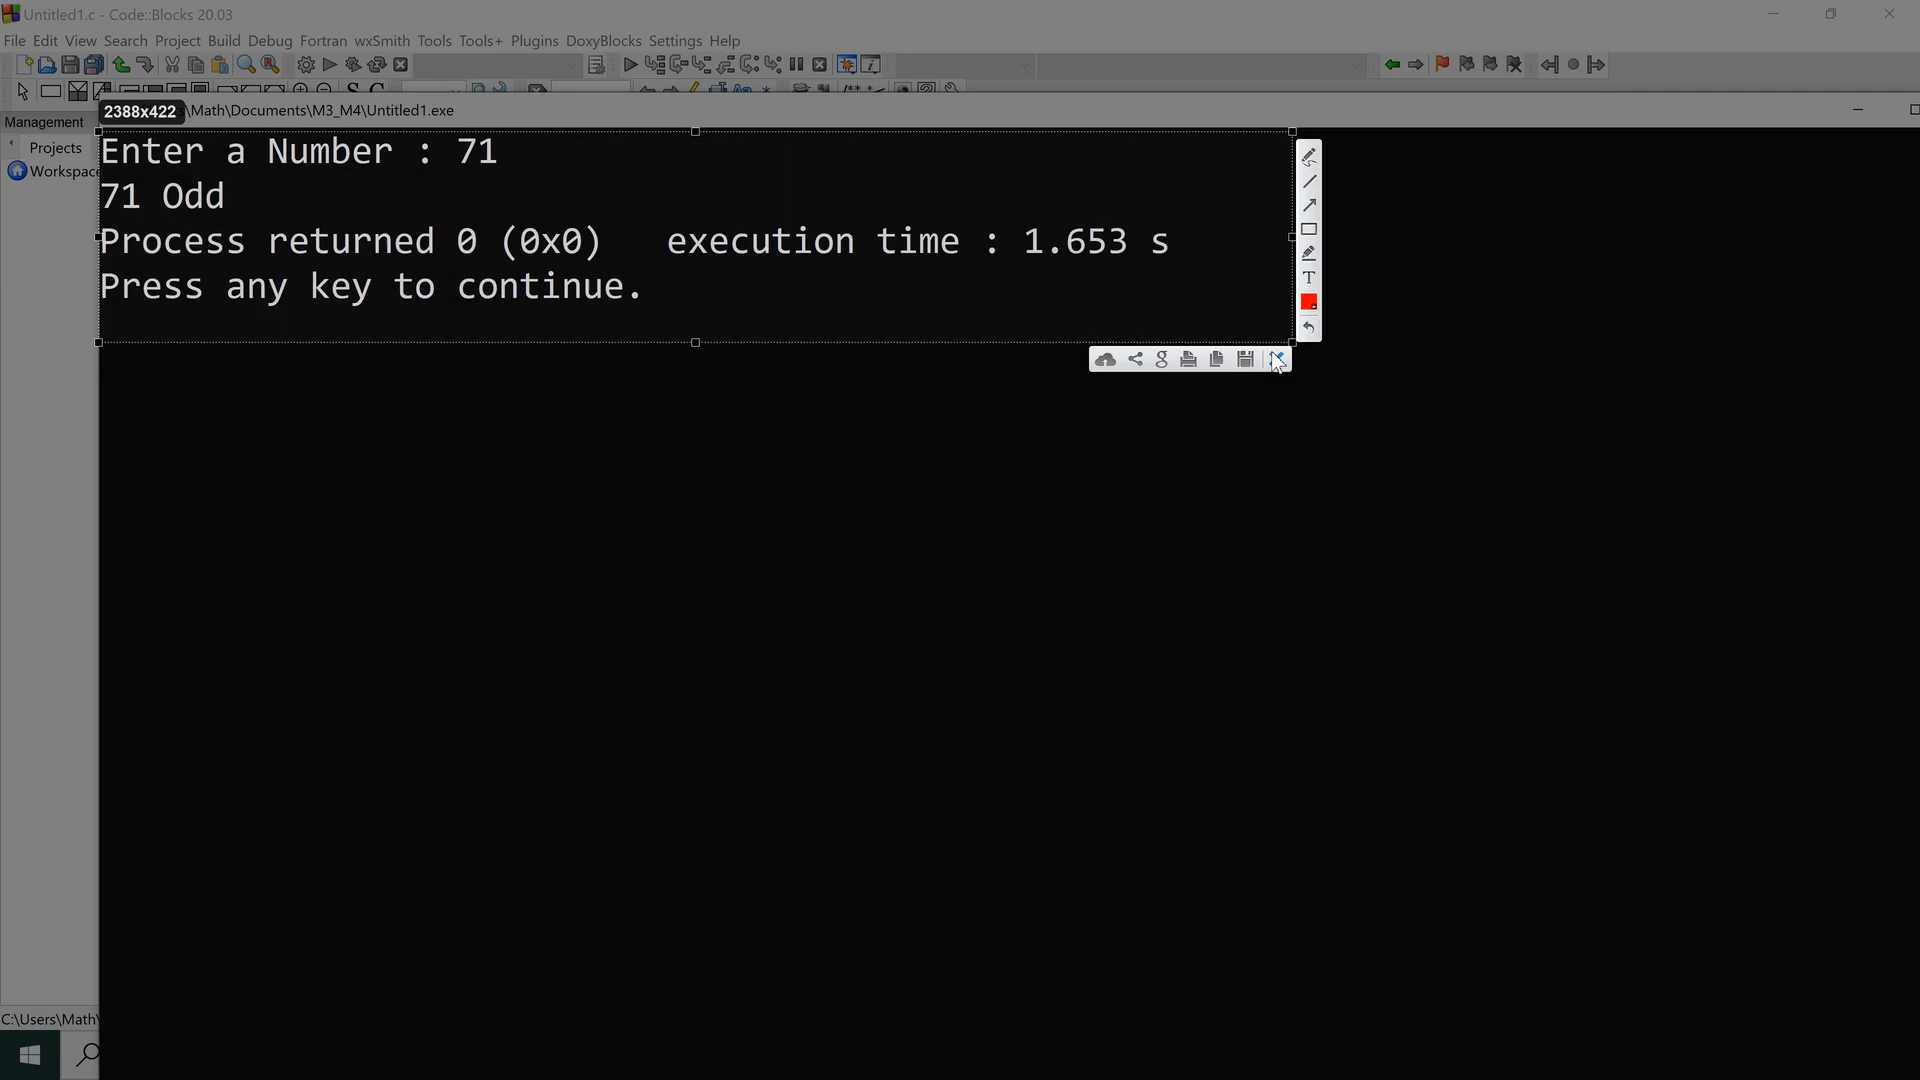 Untitled1.c - Code::Blocks 20.03
File Edit View Search Project Build Debug Fortran wxSmith Tools Tools+ Plugins DoxyBlocks Settings Help
2388x422 \Math\Documents\M3_M4\Untitled1.exe
Management
Projects
Workspace
Enter a Number : 71
71 Odd
Process returned 0 (0x0)   execution time : 1.653 s
Press any key to continue.
T
g
C:\Users\Math\